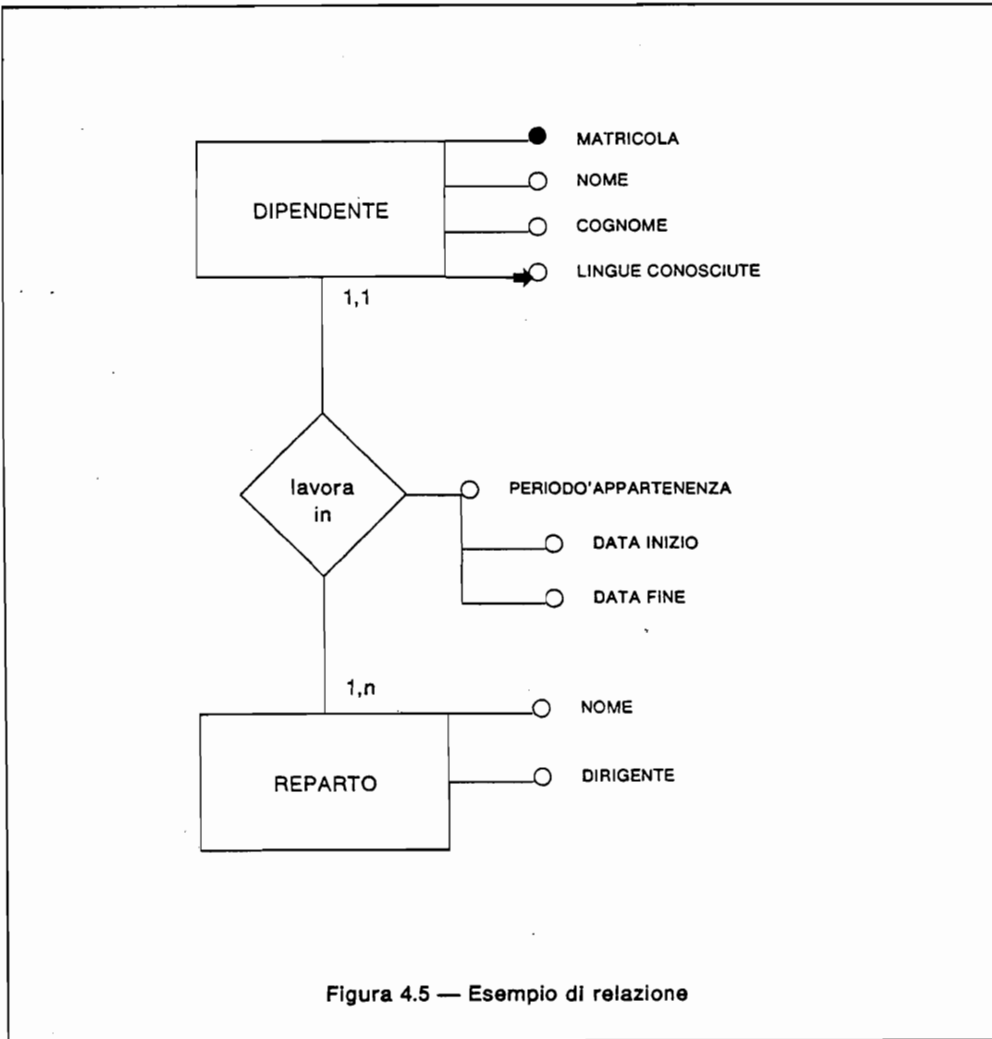 MATRICOLA
NOME
DIPENDENTE
COGNOME
LINGUE CONOSCIUTE
1,1
lavora
in
PERIODO'APPARTENENZA
DATA INIZIO
DATA FINE
1,n
NOME
REPARTO
DIRIGENTE
Figura 4.5 — Esempio di relazione